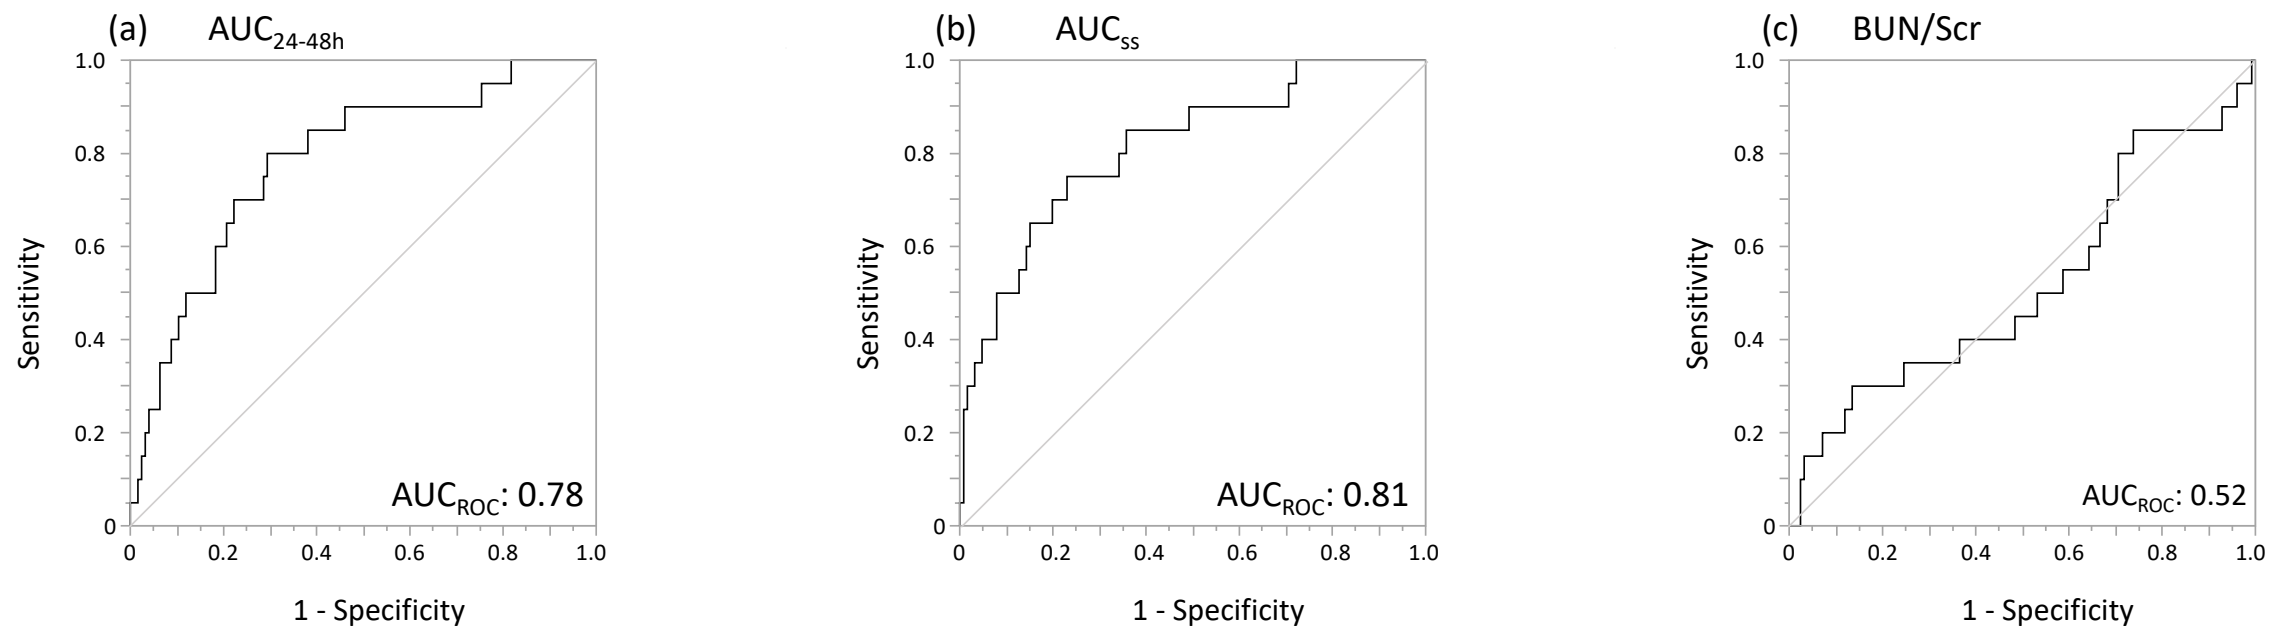 (a) AUC24-48h
1.0
0.8
0.6
0.4
0.2
0
Sensitivity
AUCROC: 0.78
0 0.2 0.4 0.6 0.8 1.0
1 - Specificity
(b) AUCss
1.0
0.8
0.6
0.4
0.2
0
Sensitivity
AUCROC: 0.81
0 0.2 0.4 0.6 0.8 1.0
1 - Specificity
(c) BUN/Scr
1.0
0.8
0.6
0.4
0.2
0
Sensitivity
AUCROC: 0.52
0 0.2 0.4 0.6 0.8 1.0
1 - Specificity